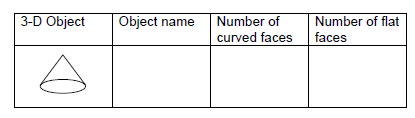 3-D Object
Object name
Number of
curved faces
Number of flat
faces